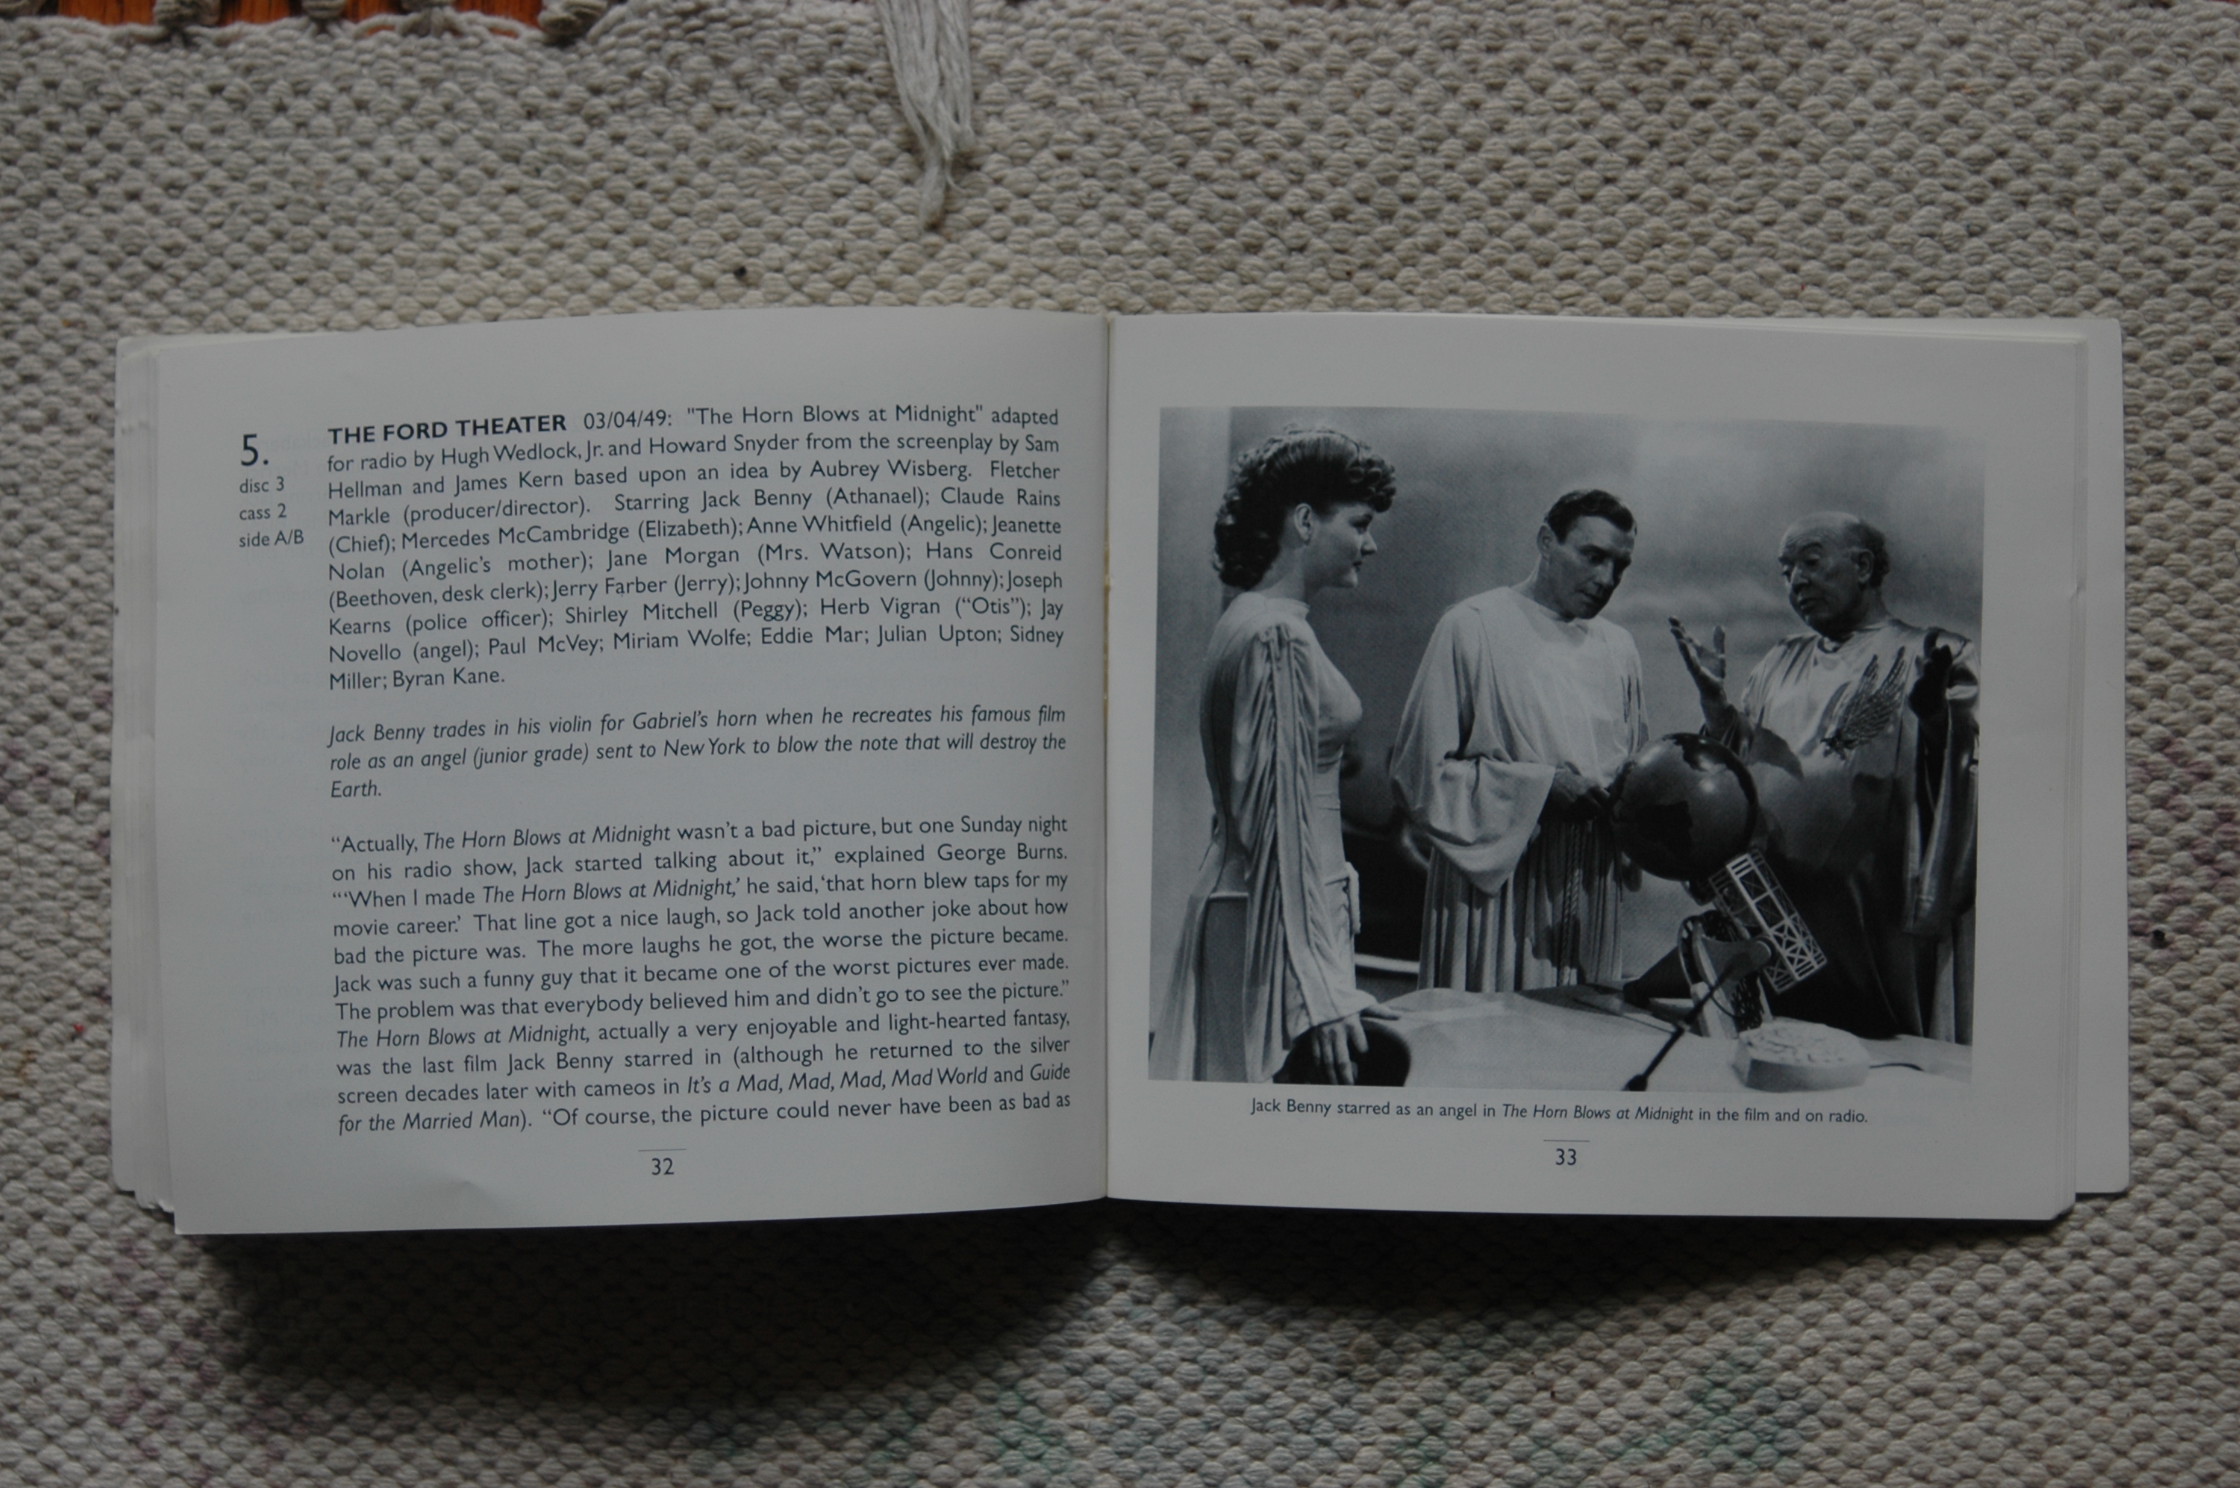 5.
disc 3
cass 2
side A/B
THE FORD THEATER 03/04/49: "The Horn Blows at Midnight" adapted
for radio by Hugh Wedlock, Jr. and Howard Snyder from the screenplay by Sam
Hellman and James Kern based upon an idea by Aubrey Wisberg. Fletcher
Markle (producer/director). Starring Jack Benny (Athanael); Claude Rains
(Chief); Mercedes McCambridge (Elizabeth); Anne Whitfield (Angelic); Jeanette
Nolan (Angelic's mother); Jane Morgan (Mrs. Watson); Hans Conreid
(Beethoven, desk clerk); Jerry Farber (Jerry); Johnny McGovern (Johnny); Joseph
Kearns (police officer); Shirley Mitchell (Peggy); Herb Vigran (“Otis”); Jay
Novello (angel); Paul McVey; Miriam Wolfe; Eddie Mar; Julian Upton; Sidney
Miller; Byran Kane.
Jack Benny trades in his violin for Gabriel's horn when he recreates his famous film
role as an angel (junior grade) sent to New York to blow the note that will destroy the
Earth.
“Actually, The Horn Blows at Midnight wasn't a bad picture, but one Sunday night
on his radio show, Jack started talking about it,” explained George Burns.
“‘When I made The Horn Blows at Midnight,’ he said, ‘that horn blew taps for my
movie career.’ That line got a nice laugh, so Jack told another joke about how
bad the picture was. The more laughs he got, the worse the picture became.
Jack was such a funny guy that it became one of the worst pictures ever made.
The problem was that everybody believed him and didn't go to see the picture.”
The Horn Blows at Midnight, actually a very enjoyable and light-hearted fantasy,
was the last film Jack Benny starred in (although he returned to the silver
screen decades later with cameos in It's a Mad, Mad, Mad, Mad World and Guide
for the Married Man). “Of course, the picture could never have been as bad as
32
Jack Benny starred as an angel in The Horn Blows at Midnight in the film and on radio.
33